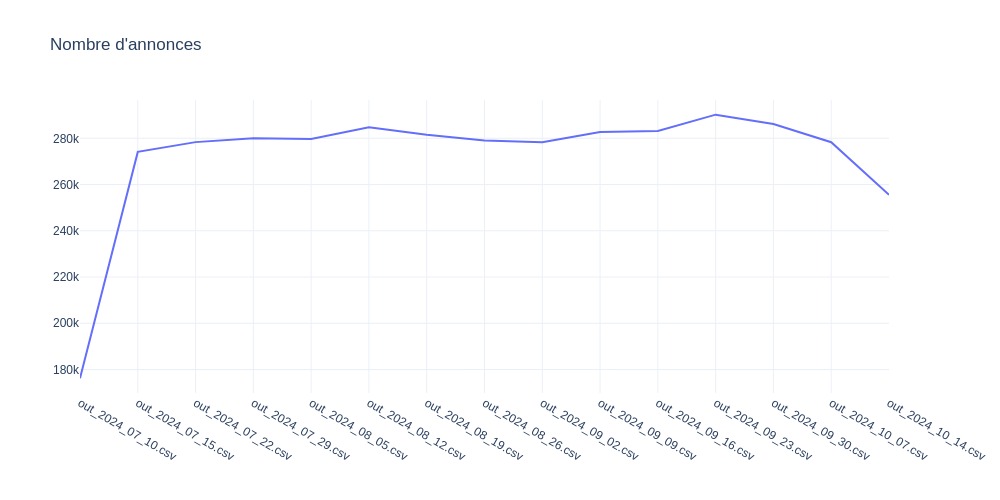 Nombre d'annonces
280k
260k
240k
220k
200k
180k
out_2024_07_10.csv
out_2024_07_15.csv
out_2024_07_22.csv
out_2024_07_29.csv
out_2024_08_05.csv
out_2024_08_12.csv
out_2024_08_19.csv
out_2024_08_26.csv
out_2024_09_02.csv
out_2024_09_09.csv
out_2024_09_16.csv
out_2024_09_23.csv
out_2024_09_30.csv
out_2024_10_07.csv
out_2024_10_14.csv